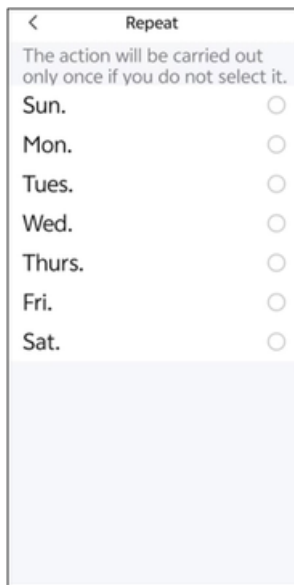 Repeat
The action will be carried out
only once if you do not select it.
Sun.
Mon.
Tues.
Wed.
Thurs.
Fri.
Sat.